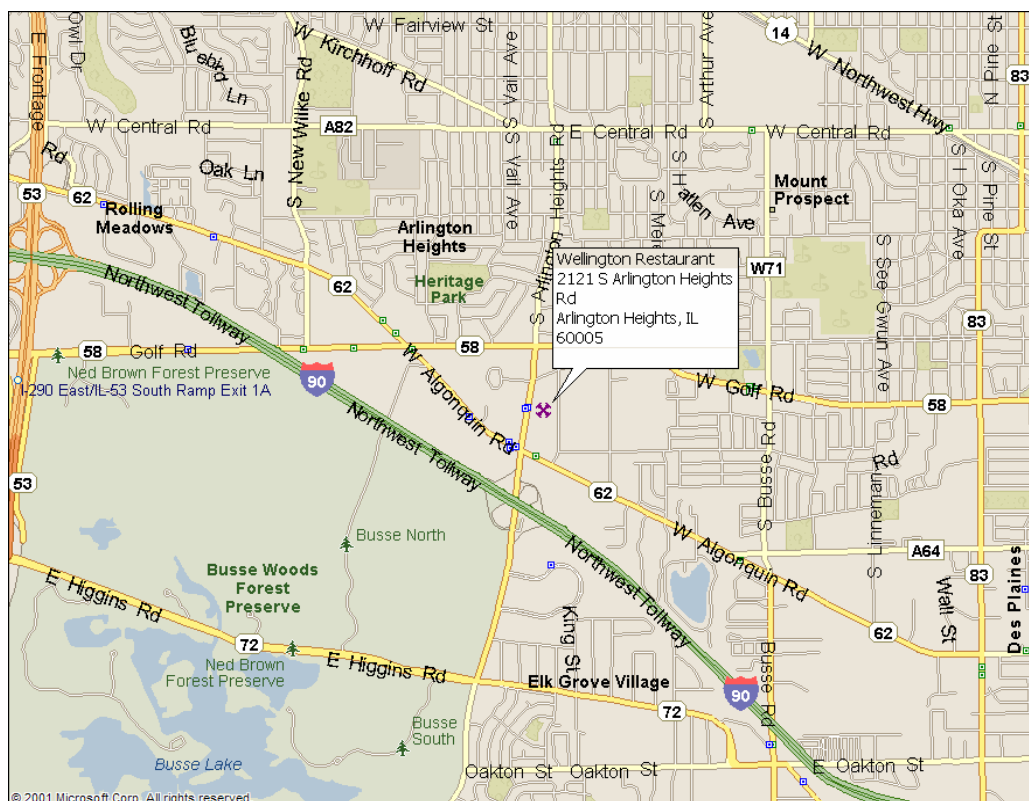 W Fairview St
14
Owl Dr
E Frontage
Bluebird Ln
W Kirchhoff Rd
S Vail Ave
S Arthur Ave
W Northwest Hwy
N Pine St
83
New Wilke Rd
W Central Rd
A82
E Central Rd
W Central Rd
Rd
Oak Ln
S New Wilke Rd
S Vail Ave
S Arlington Heights Rd
53
62
Rolling
Meadows
Arlington
Heights
Heritage
Park
Mount
Prospect
S I Oka Ave
S Pine St
Ave
W71
S See Gwun Ave
83
Wellington Restaurant
2121 S Arlington Heights
Rd
Arlington Heights, IL
60005
Northwest Tollway
62
58
Golf Rd
58
Ned Brown Forest Preserve
I-290 East/IL-53 South Ramp Exit 1A
90
W Algonquin Rd
W Golf Rd
58
Northwest Tollway
53
S Busse Rd
S Linneman Rd
62
W Algonquin Rd
A64
Busse North
Northwest Tollway
83
Busse Woods
Forest
Preserve
E Higgins Rd
72
King St
Wall St
Des Plaines
62
Ned Brown
Forest Preserve
E Higgins Rd
Elk Grove Village
90
Busse Rd
72
Busse
South
Busse Lake
Oakton St
Oakton St
E Oakton St
© 2001 Microsoft Corp. All rights reserved.